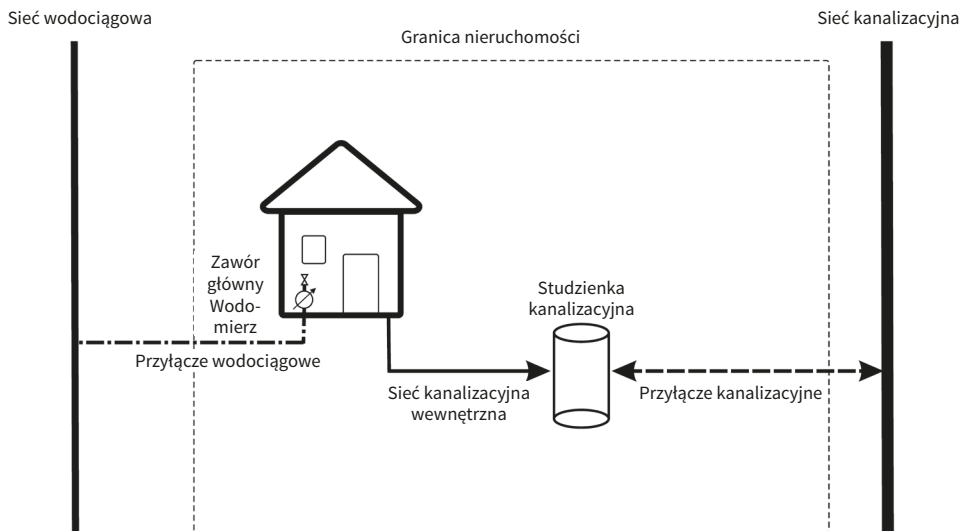 Sieć wodociągowa
Sieć kanalizacyjna
Granica nieruchomości
Zawór
główny
Wodo-
mierz
Studzienka
kanalizacyjna
Przyłącze wodociągowe
Sieć kanalizacyjna
wewnętrzna
Przyłącze kanalizacyjne